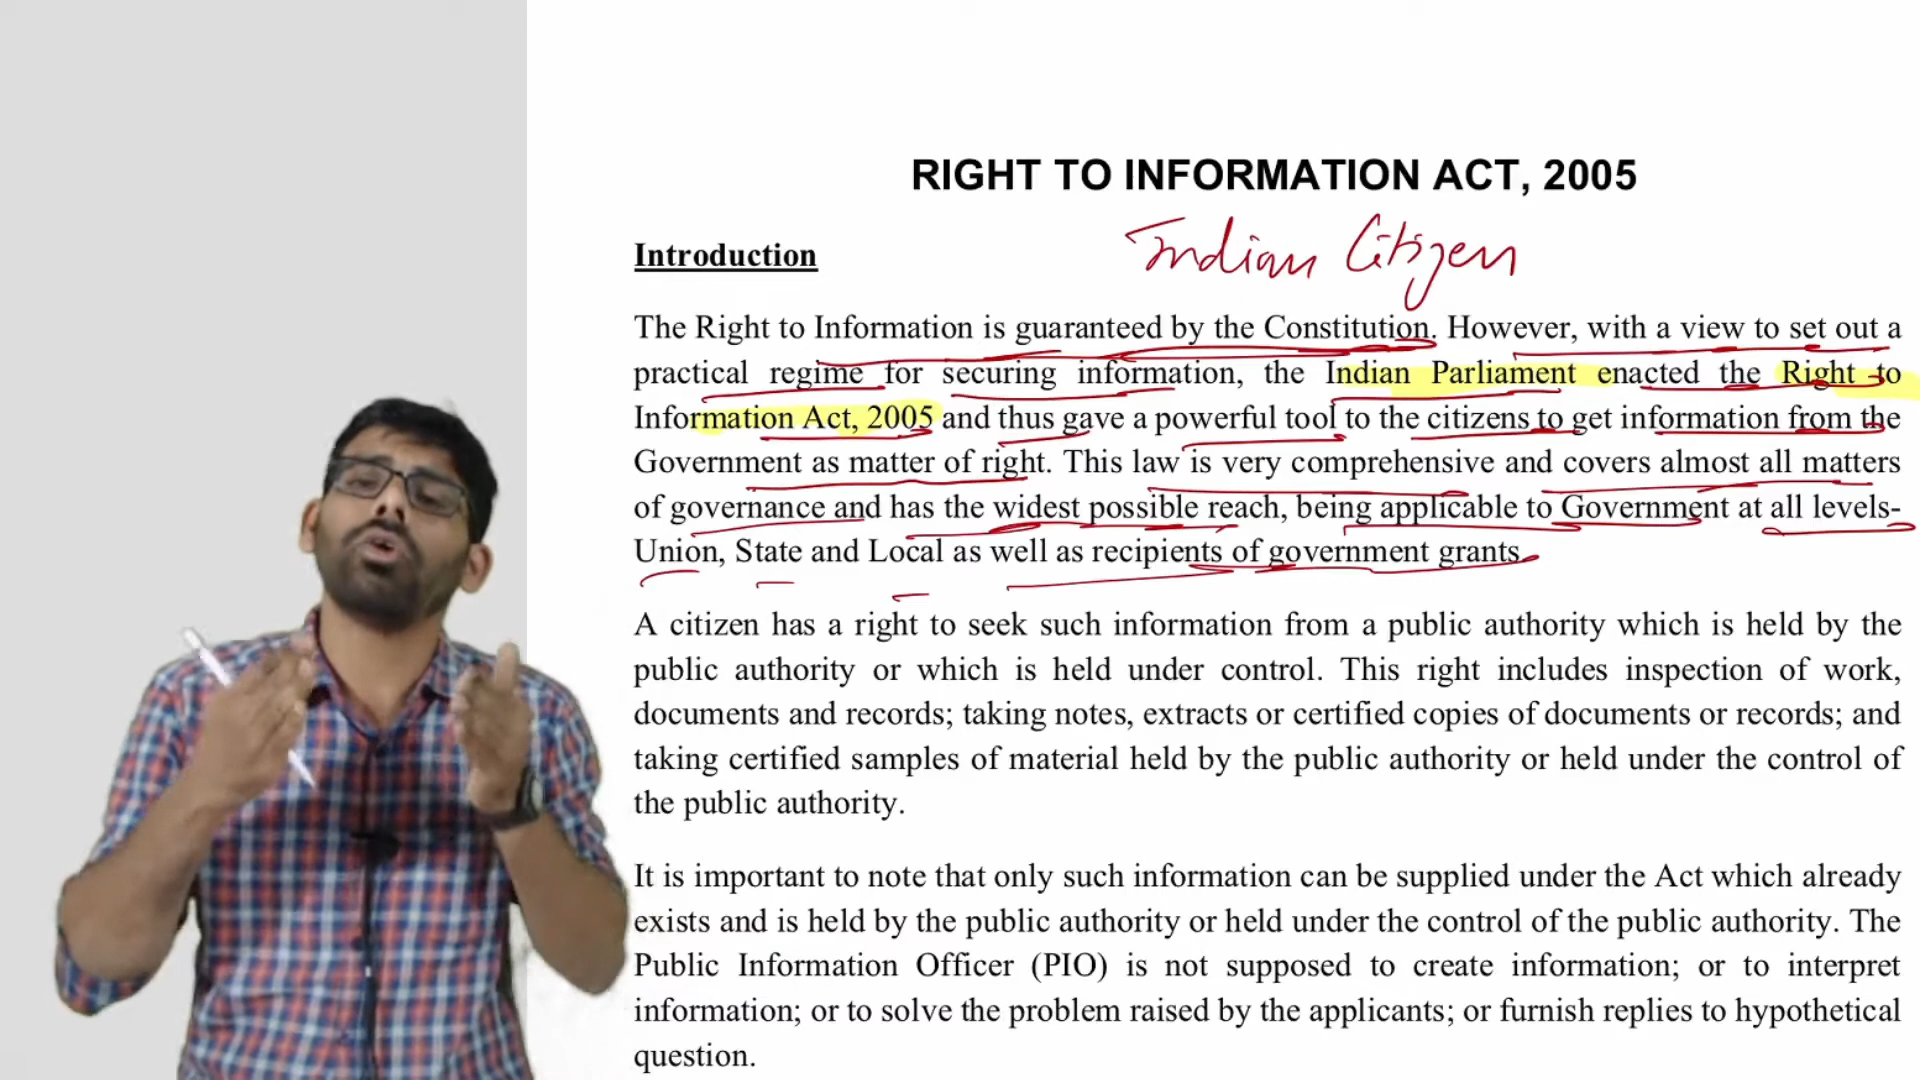 RIGHT TO INFORMATION ACT, 2005
Indian Citizen
Introduction
The Right to Information is guaranteed by the Constitution. However, with a view to set out a
practical regime for securing information, the Indian Parliament enacted the Right to
Information Act, 2005 and thus gave a powerful tool to the citizens to get information from the
Government as matter of right. This law is very comprehensive and covers almost all matters
of governance and has the widest possible reach, being applicable to Government at all levels-
Union, State and Local as well as recipients of government grants.
A citizen has a right to seek such information from a public authority which is held by the
public authority or which is held under control. This right includes inspection of work,
documents and records; taking notes, extracts or certified copies of documents or records; and
taking certified samples of material held by the public authority or held under the control of
the public authority.
It is important to note that only such information can be supplied under the Act which already
exists and is held by the public authority or held under the control of the public authority. The
Public Information Officer (PIO) is not supposed to create information; or to interpret
information; or to solve the problem raised by the applicants; or furnish replies to hypothetical
question.